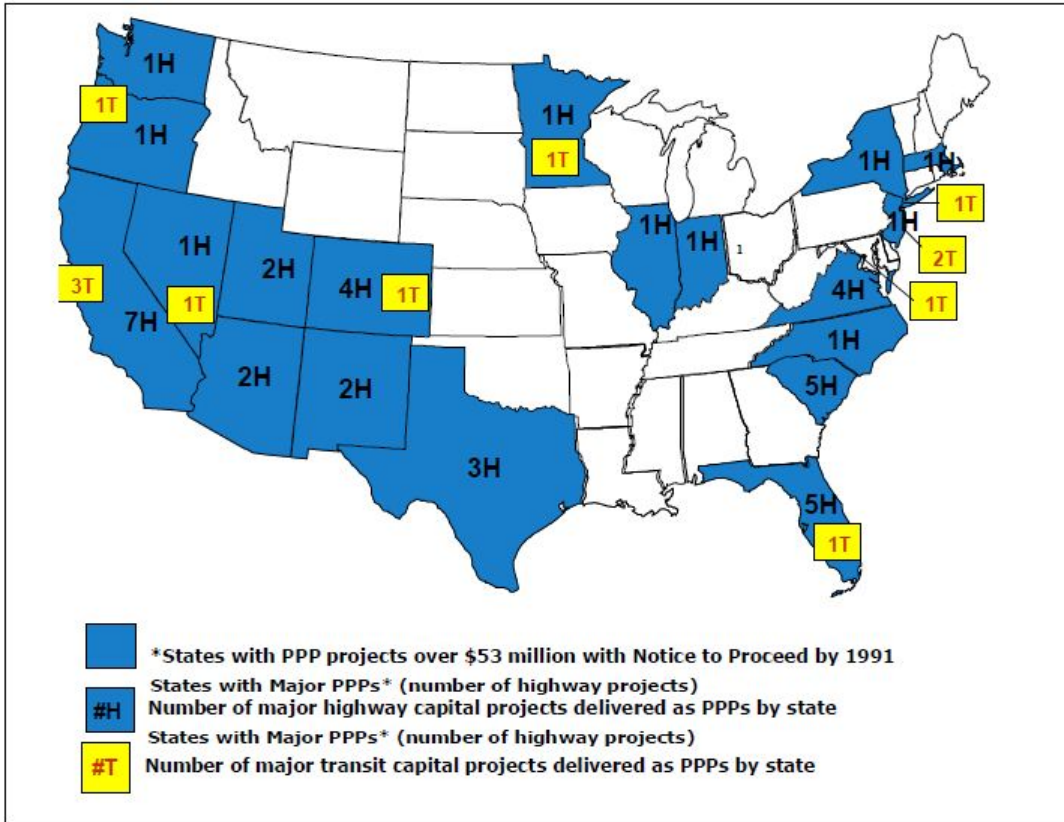 1H
1T
1H
1H
1T
1H
1H
1T
1H
1H
1H
1
2T
1H
2H
4H
1T
3T
7H
1T
4H
1T
2H
2H
1H
5H
3H
5H
1T
*States with PPP projects over $53 million with Notice to Proceed by 1991
States with Major PPPs* (number of highway projects)
#H Number of major highway capital projects delivered as PPPs by state
States with Major PPPs* (number of highway projects)
#T Number of major transit capital projects delivered as PPPs by state